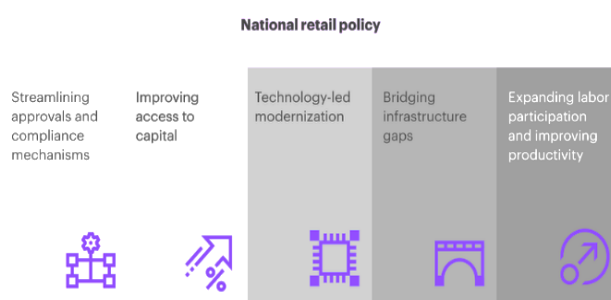 National retail policy
Streamlining
approvals and
compliance
mechanisms
Improving
access to
capital
Technology-led
modernization
Bridging
infrastructure
gaps
Expanding labor
participation
and improving
productivity
%